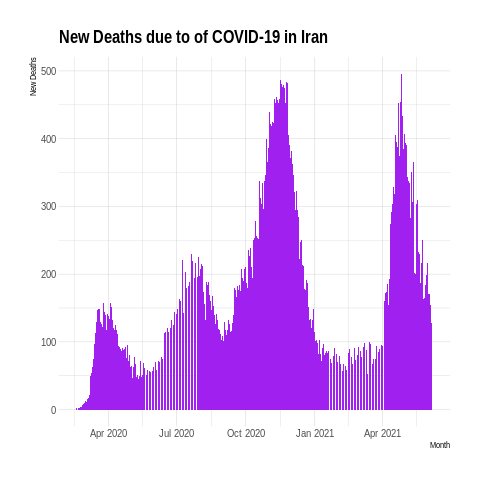 New Deaths due to of COVID-19 in Iran
New Deaths
500
400
300
200
100
0
Apr 2020 Jul 2020 Oct 2020 Jan 2021 Apr 2021
Month